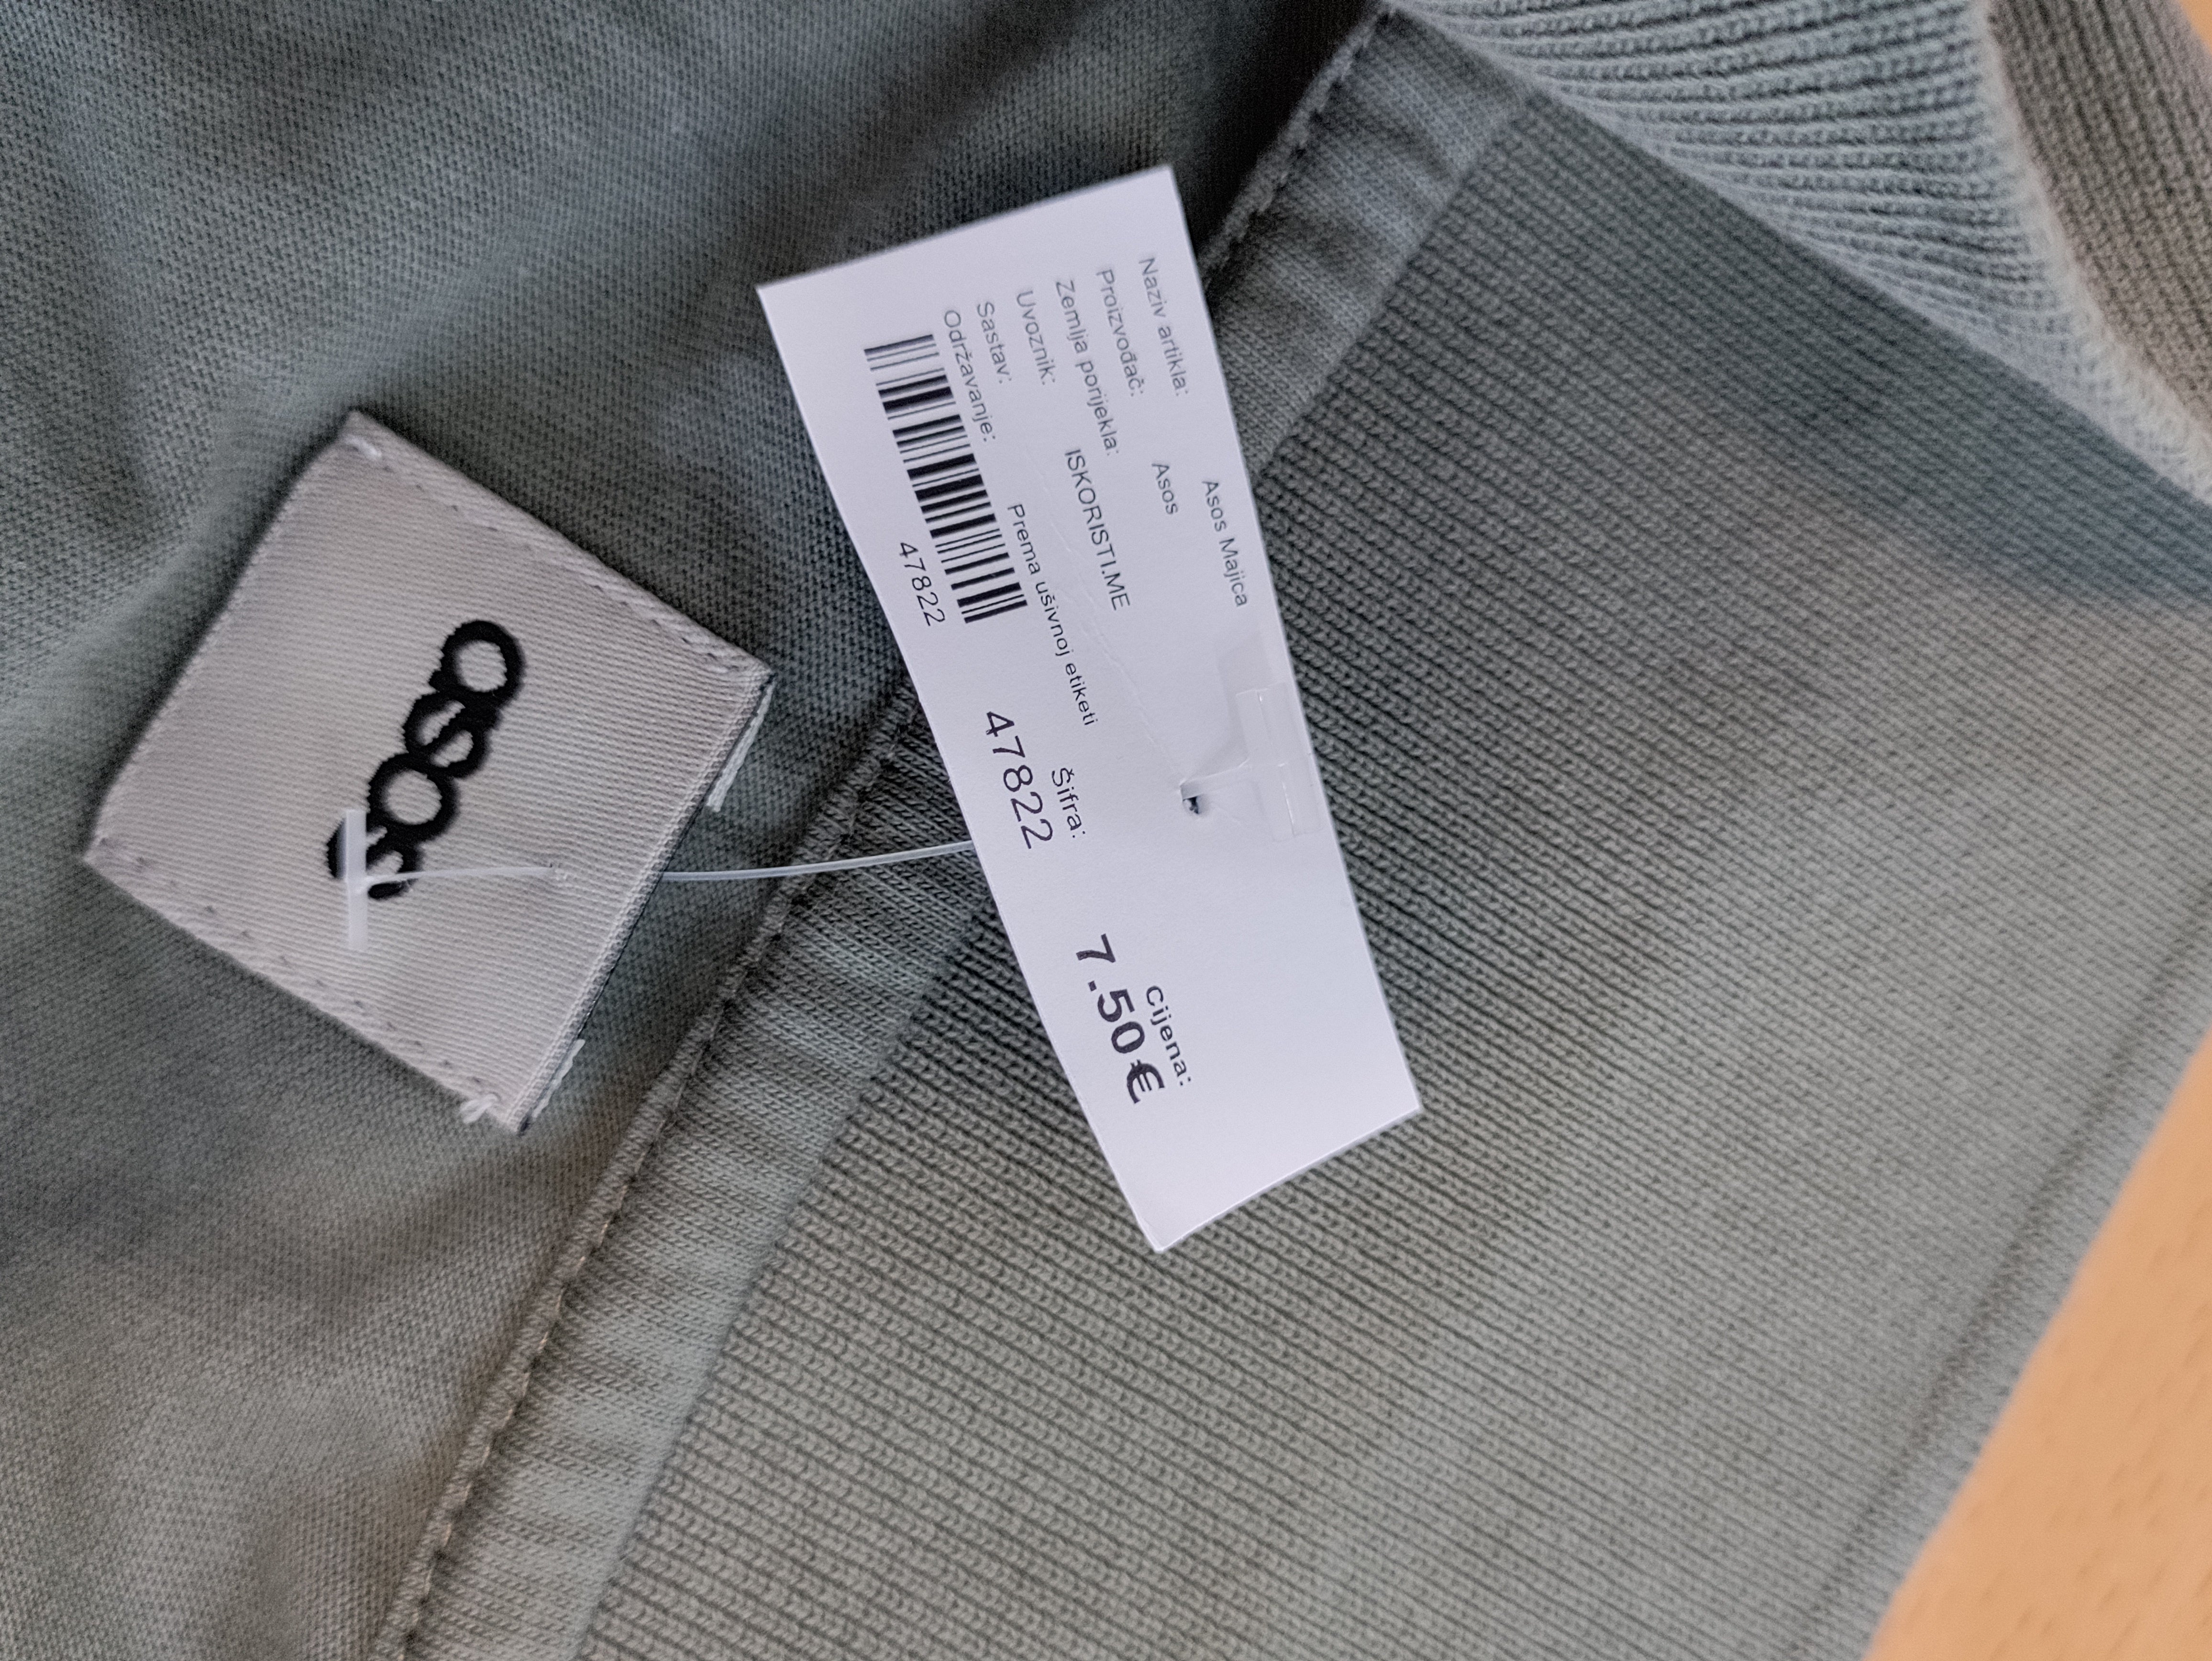 asos
Naziv artikla: Asos Majica
Proizvođač: Asos
Zemlja porijekla:
Uvoznik: ISKORISTI.ME
Sastav:
Održavanje: Prema ušivnoj etiketi
47822
Šifra:
47822
Cijena:
7.50€